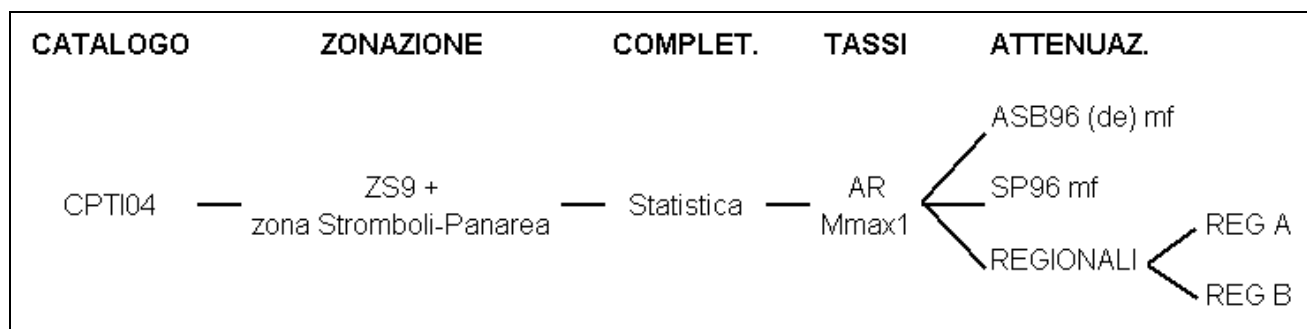 CATALOGO ZONAZIONE COMPLET. TASSI ATTENUAZ.
ASB96 (de) mf
CPTI04 ZS9 + Statistica AR SP96 mf
zona Stromboli-Panarea Mmax1
REGIONALI REG A
REG B